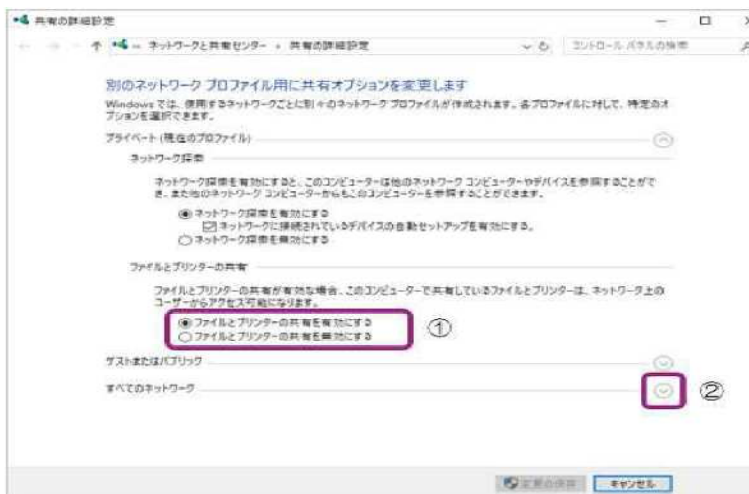 共有の詳細設定
ネットワークと共有センター 共有の詳細設定
コントロール パネルの検索
別のネットワーク プロファイル用に共有オプションを変更します
Windows では、使用するネットワークごとに別々のネットワーク プロファイルが作成されます。各プロファイルに対して、特定のオ
プションを選択できます。
プライベート (現在のプロファイル)
ネットワーク探索
ネットワーク探索を有効にすると、このコンピューターは他のネットワーク コンピューターやデバイスを参照することがで
き、また他のネットワーク コンピューターからもこのコンピューターを参照することができます。
ネットワーク探索を有効にする
ネットワークに接続されているデバイスの自動セットアップを有効にする。
ネットワーク探索を無効にする
ファイルとプリンターの共有
ファイルとプリンターの共有が有効な場合、このコンピューターで共有しているファイルとプリンターは、ネットワーク上の
ユーザーからアクセス可能になります。
ファイルとプリンターの共有を有効にする
①
ファイルとプリンターの共有を無効にする
ゲストまたはパブリック
すべてのネットワーク
②
変更の保存 キャンセル